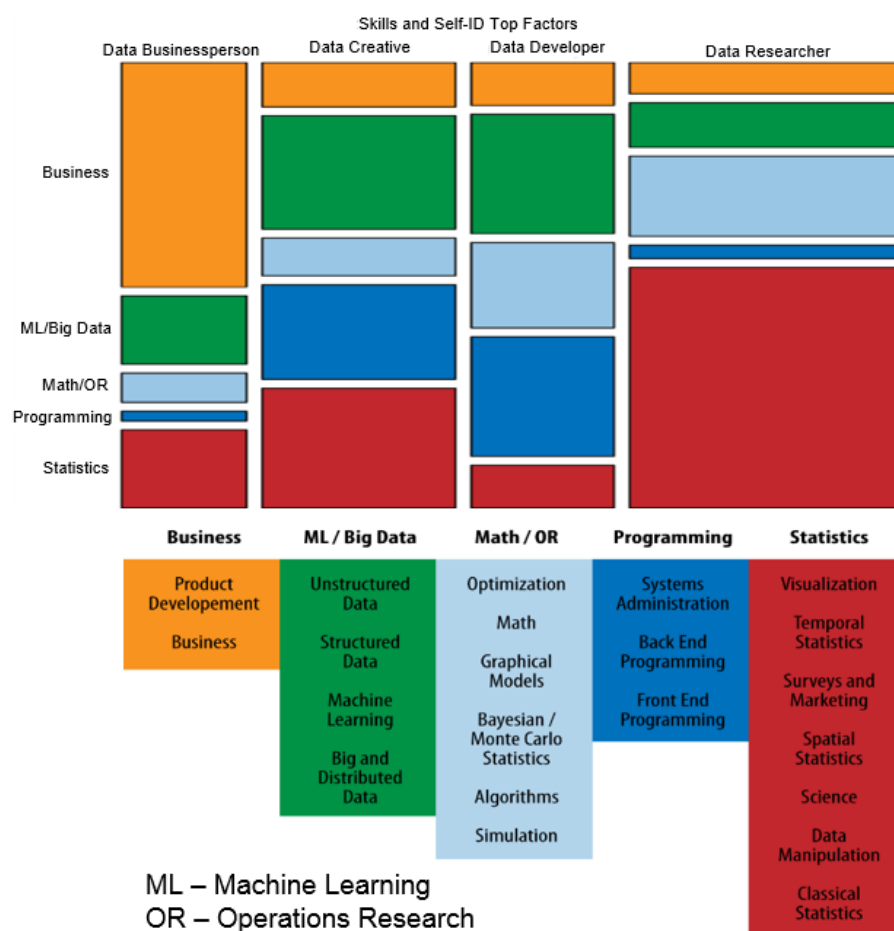 Skills and Self-ID Top Factors
Data Businessperson
Data Creative
Data Developer
Data Researcher
Business
ML/Big Data
Math/OR
Programming
Statistics
Business
ML / Big Data
Math / OR
Programming
Statistics
Product
Developement
Business
Unstructured
Data
Structured
Data
Machine
Learning
Big and
Distributed
Data
Optimization
Math
Graphical
Models
Bayesian /
Monte Carlo
Statistics
Algorithms
Simulation
Systems
Administration
Back End
Programming
Front End
Programming
Visualization
Temporal
Statistics
Surveys and
Marketing
Spatial
Statistics
Science
Data
Manipulation
Classical
Statistics
ML – Machine Learning
OR – Operations Research